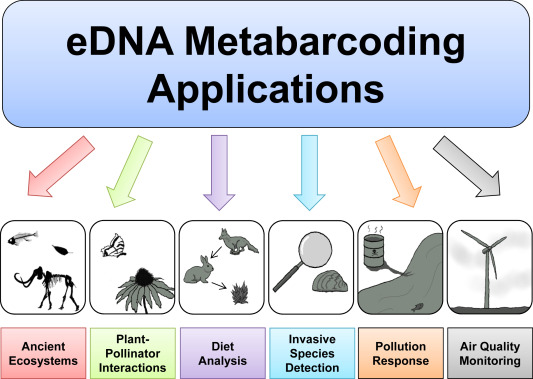 eDNA Metabarcoding
Applications
Ancient
Ecosystems
Plant-
Pollinator
Interactions
Diet
Analysis
Invasive
Species
Detection
Pollution
Response
Air Quality
Monitoring